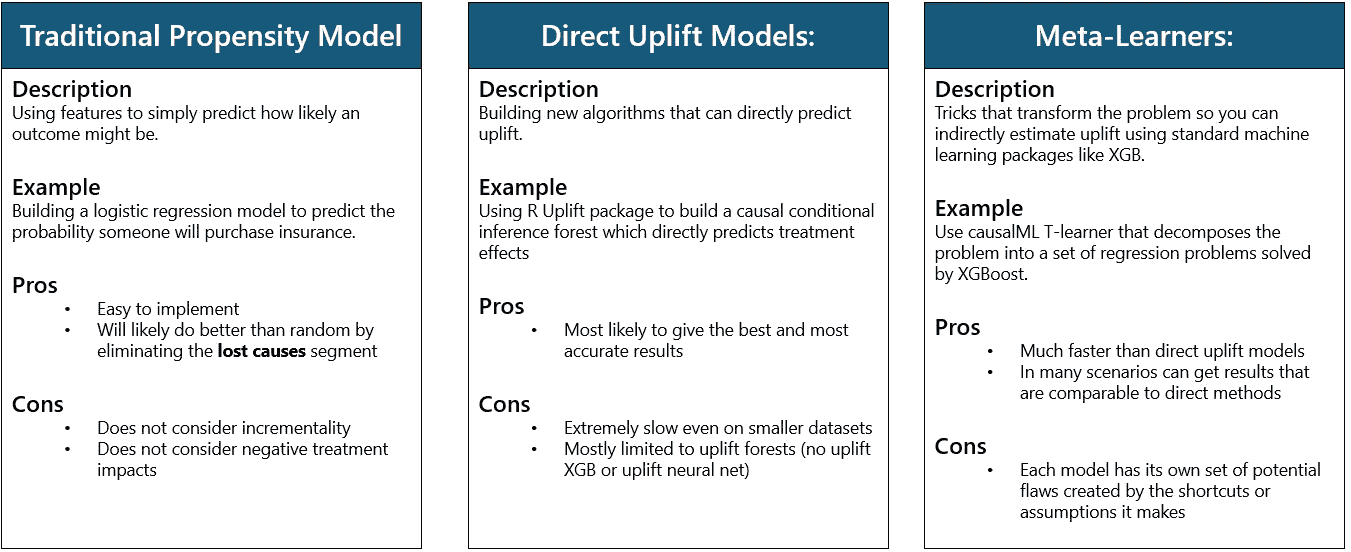 Traditional Propensity Model
Description
Using features to simply predict how likely an
outcome might be.
Example
Building a logistic regression model to predict the
probability someone will purchase insurance.
Pros
• Easy to implement
• Will likely do better than random by
eliminating the lost causes segment
Cons
• Does not consider incrementality
• Does not consider negative treatment
impacts
Direct Uplift Models:
Description
Building new algorithms that can directly predict
uplift.
Example
Using R Uplift package to build a causal conditional
inference forest which directly predicts treatment
effects
Pros
• Most likely to give the best and most
accurate results
Cons
• Extremely slow even on smaller datasets
• Mostly limited to uplift forests (no uplift
XGB or uplift neural net)
Meta-Learners:
Description
Tricks that transform the problem so you can
indirectly estimate uplift using standard machine
learning packages like XGB.
Example
Use causalML T-learner that decomposes the
problem into a set of regression problems solved
by XGBoost.
Pros
• Much faster than direct uplift models
• In many scenarios can get results that
are comparable to direct methods
Cons
• Each model has its own set of potential
flaws created by the shortcuts or
assumptions it makes